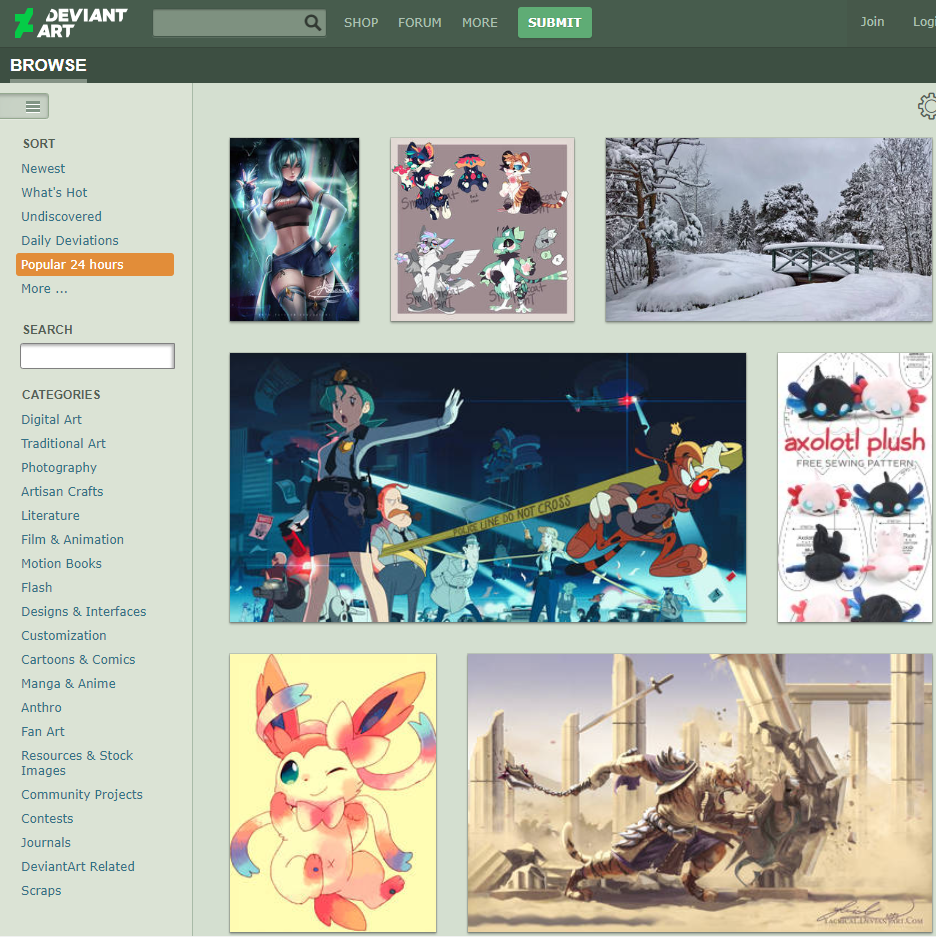 DEVIANT
ART
SHOP
FORUM
MORE
SUBMIT
Join
Logi
BROWSE
SORT
Newest
What's Hot
Undiscovered
Daily Deviations
Popular 24 hours
More ...
SEARCH
CATEGORIES
Digital Art
Traditional Art
Photography
Artisan Crafts
Literature
Film & Animation
Motion Books
Flash
Designs & Interfaces
Customization
Cartoons & Comics
Manga & Anime
Anthro
Fan Art
Resources & Stock
Images
Community Projects
Contests
Journals
DeviantArt Related
Scraps
POLICE LINE DO NOT CROSS
axolotl plush
FREE SEWING PATTERN